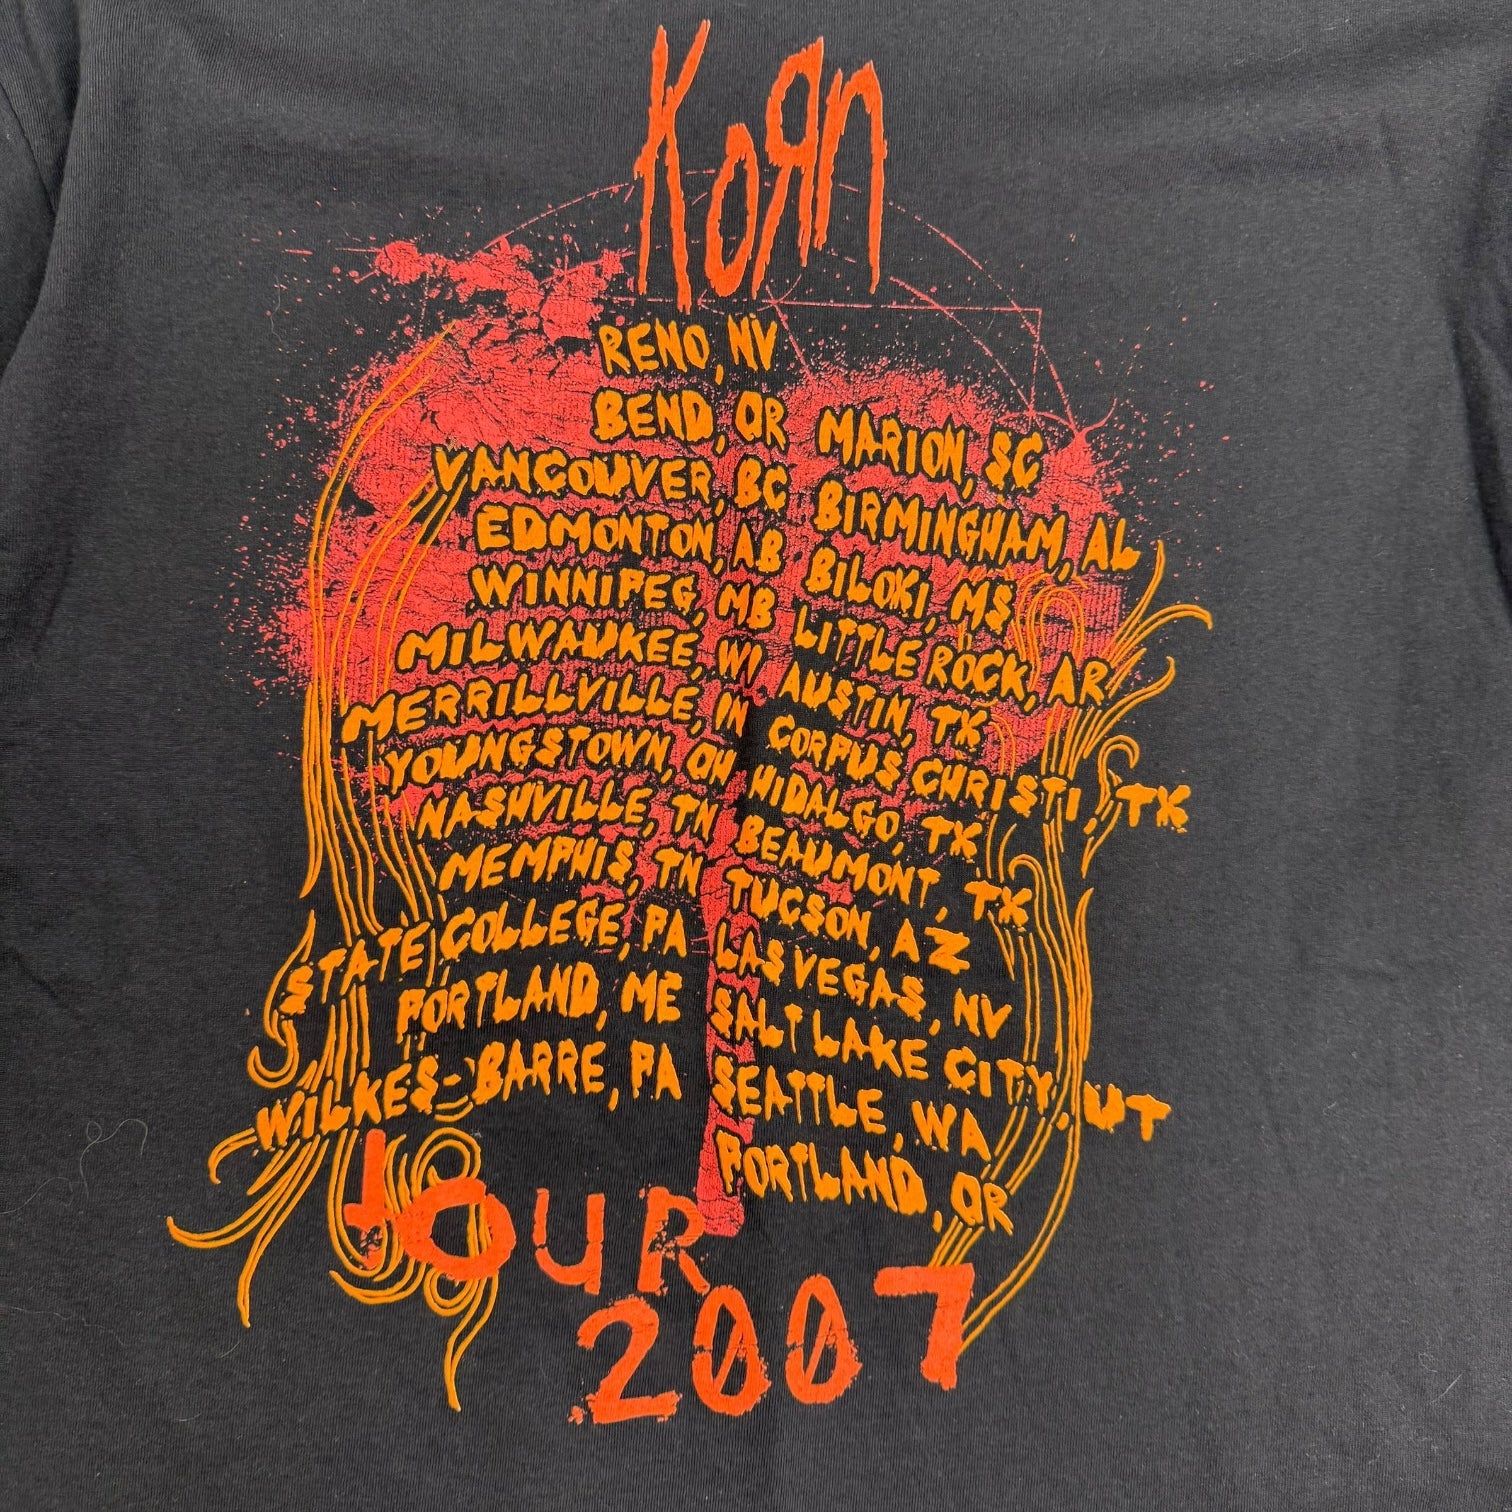 KoЯn
RENO, NV
BEND, OR
VANCOUVER, BC
EDMONTON, AB
WINNIPEG, MB
MILWAUKEE, WI
MERRILLVILLE, IN
YOUNGSTOWN, OH
NASHVILLE, TN
MEMPHIS, TN
STATE COLLEGE, PA
PORTLAND, ME
WILKES-BARRE, PA
MARION, SC
BIRMINGHAM, AL
BILOXI, MS
LITTLE ROCK, AR
AUSTIN, TX
CORPUS CHRISTI, TX
HIDALGO, TX
BEAUMONT, TX
TUCSON, AZ
LAS VEGAS, NV
SALT LAKE CITY, UT
SEATTLE, WA
PORTLAND, OR
tOUR
2007